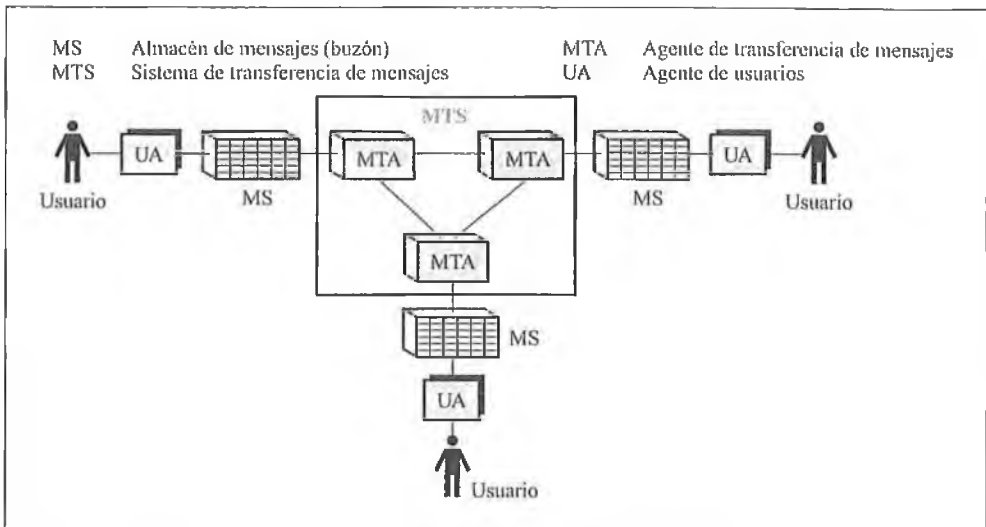 MS Almacén de mensajes (buzón)
MTS Sistema de transferencia de mensajes
MTA Agente de transferencia de mensajes
UA Agente de usuarios
MTS
UA
MTA
MTA
UA
Usuario
MS
MS
Usuario
MTA
MS
UA
Usuario